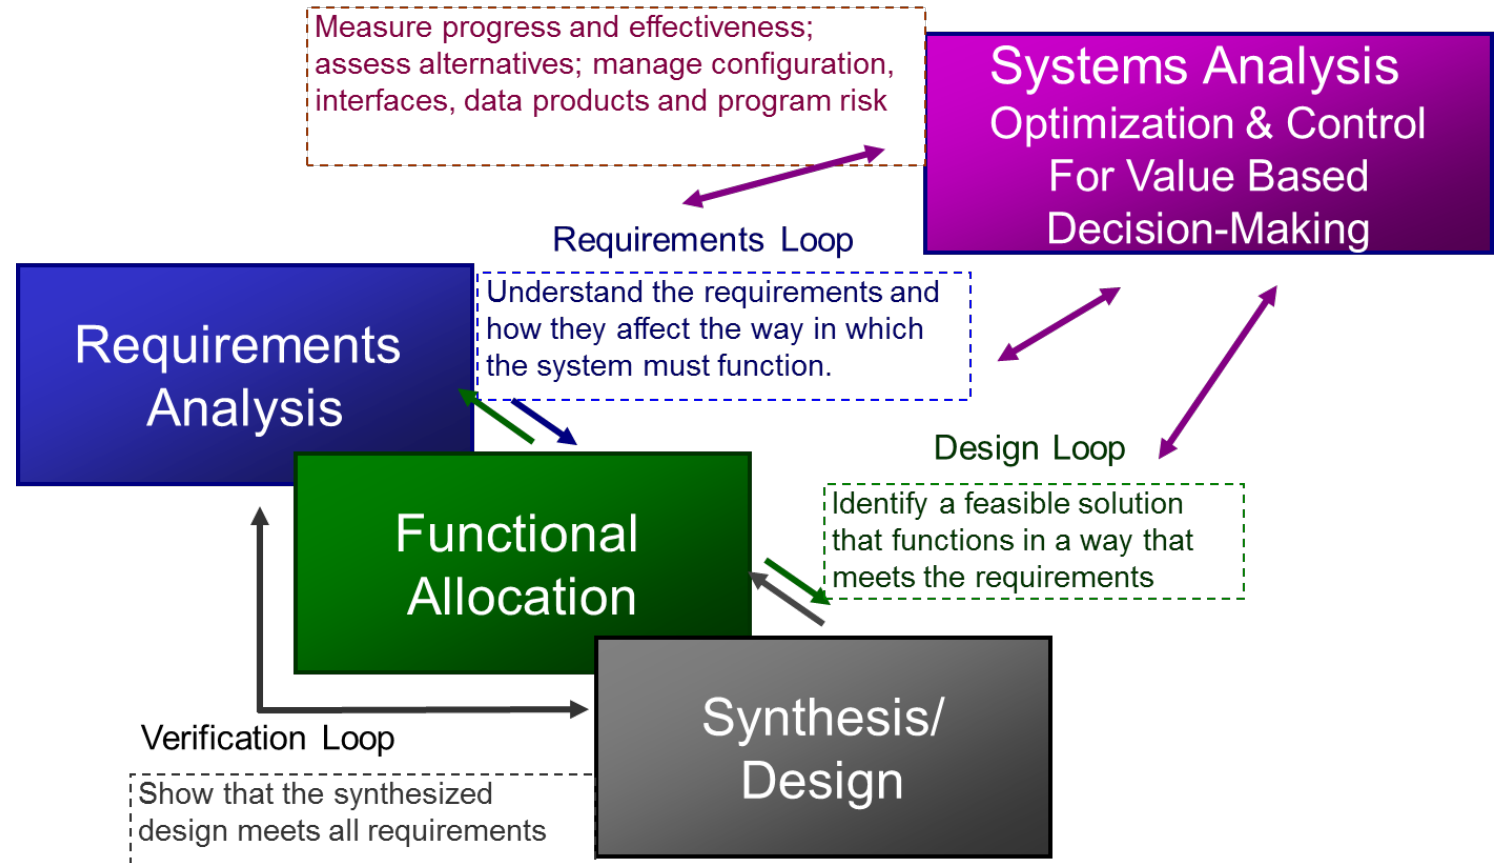 Measure progress and effectiveness;
assess alternatives; manage configuration,
interfaces, data products and program risk
Systems Analysis
Optimization & Control
For Value Based
Decision-Making
Requirements Loop
Understand the requirements and
how they affect the way in which
the system must function.
Requirements
Analysis
Design Loop
Identify a feasible solution
that functions in a way that
meets the requirements
Functional
Allocation
Synthesis/
Design
Verification Loop
Show that the synthesized
design meets all requirements